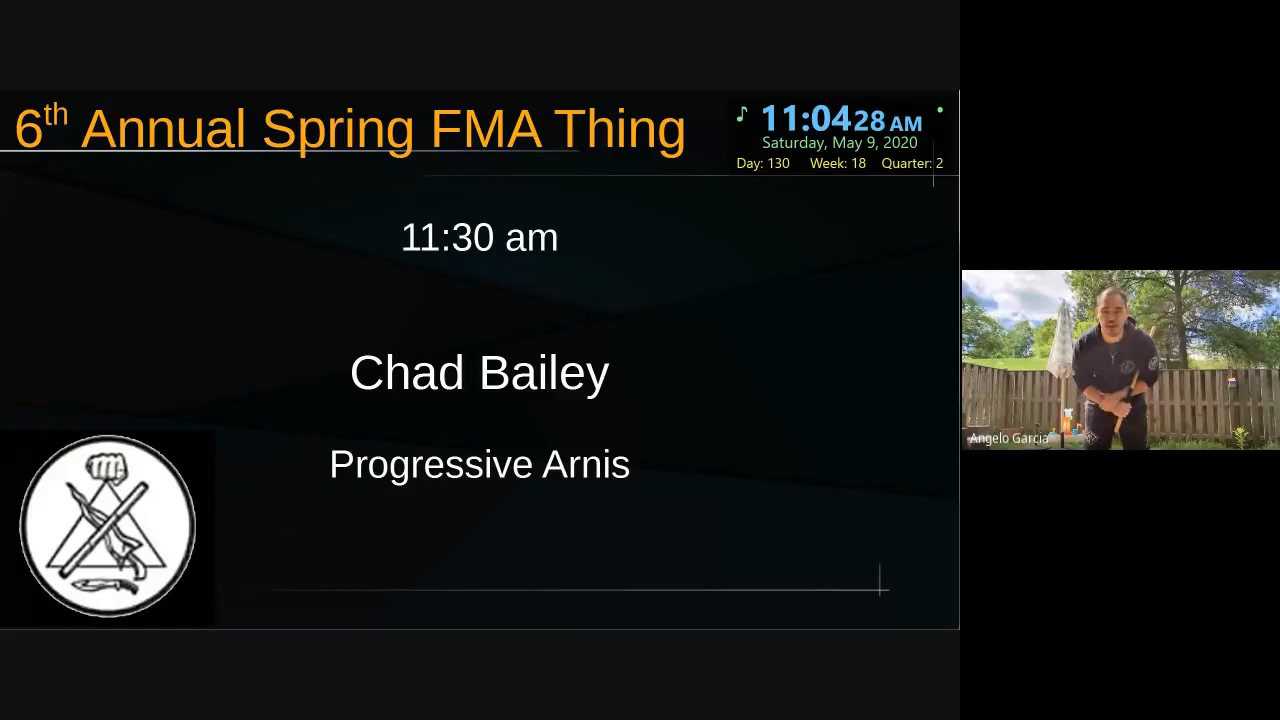 6th Annual Spring FMA Thing
11:04 28 AM
Saturday, May 9, 2020
Day: 130 Week: 18 Quarter: 2
11:30 am
Chad Bailey
Progressive Arnis
Angelo Garcia